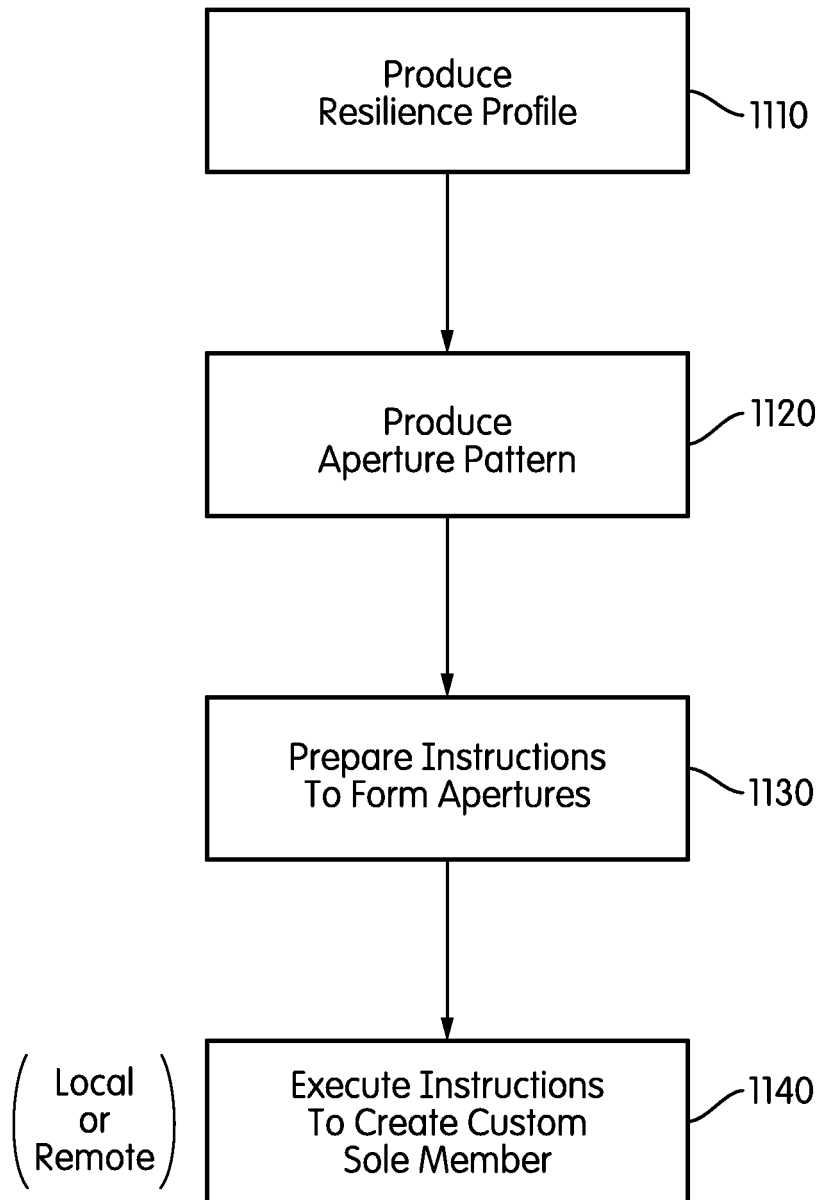 Produce
Resilience Profile
1110
Produce
Aperture Pattern
1120
Prepare Instructions
To Form Apertures
1130
Local
or
Remote
Execute Instructions
To Create Custom
Sole Member
1140